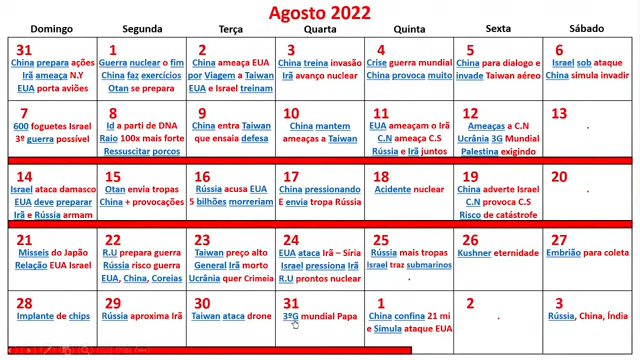 Agosto 2022
Domingo Segunda Terça Quarta Quinta Sexta Sábado
31 1 2 3 4 5 6
China prepara ações Guerra nuclear o fim China ameaça EUA China treina invasão Crise guerra mundial China para dialogo e Israel sob ataque
Irã ameaça N.Y China faz exercícios por Viagem a Taiwan Irã avanço nuclear China provoca muito invade Taiwan aéreo China simula invadir
EUA porta aviões Otan se prepara EUA e Israel treinam
7 8 9 10 11 12 13
600 foguetes Israel Id a parti de DNA China entra Taiwan China mantem EUA ameaçam o Irã Ameaças a C.N .
3º guerra possível Raio 100x mais forte que ensaia defesa ameaças a Taiwan C.N ameaça C.S Ucrânia 3G Mundial
Ressuscitar porcos Rússia e Irã juntos Palestina exigindo
14 15 16 17 18 19 20
Israel ataca damasco Otan envia tropas Rússia acusa EUA China pressionando Acidente nuclear China adverte Israel .
EUA deve preparar China + provocações 5 bilhões morreriam E envia tropa Rússia C.N provoca C.S
Irã e Rússia armam Risco de catástrofe
21 22 23 24 25 26 27
Misseis do Japão R.U prepara guerra Taiwan preço alto EUA ataca Irã – Síria Rússia mais tropas Kushner eternidade Embrião para coleta
Relação EUA Israel Rússia risco guerra General Irã morto Israel pressiona Irã Israel traz submarinos
EUA, China, Coreias Ucrânia quer Crimeia R.U prontos nuclear .
28 29 30 31 1 2 3
Implante de chips Rússia aproxima Irã Taiwan ataca drone 3ºG mundial Papa China confina 21 mi . Rússia, China, Índia
e Simula ataque EUA